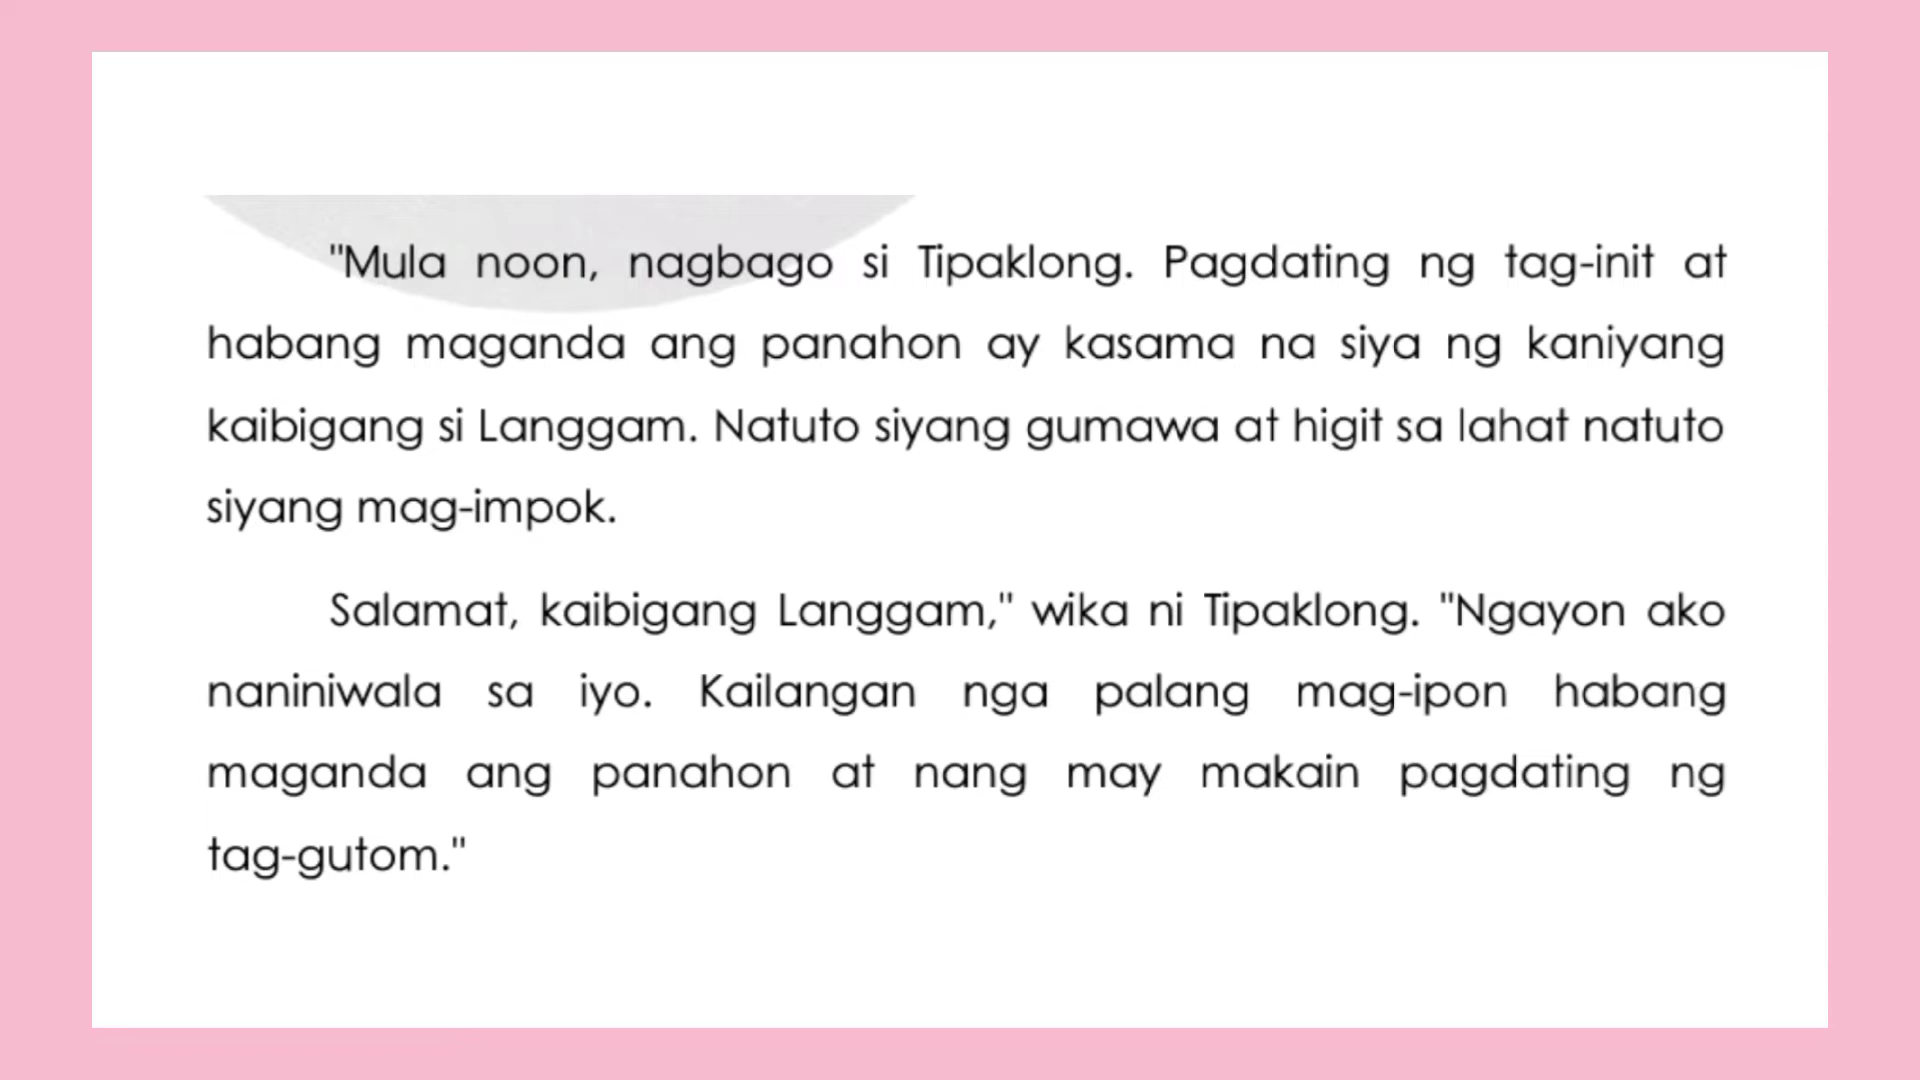 "Mula noon, nagbago si Tipaklong. Pagdating ng tag-init at
habang maganda ang panahon ay kasama na siya ng kaniyang
kaibigang si Langgam. Natuto siyang gumawa at higit sa lahat natuto
siyang mag-impok.
Salamat, kaibigang Langgam," wika ni Tipaklong. "Ngayon ako
naniniwala sa iyo. Kailangan nga palang mag-ipon habang
maganda ang panahon at nang may makain pagdating ng
tag-gutom."